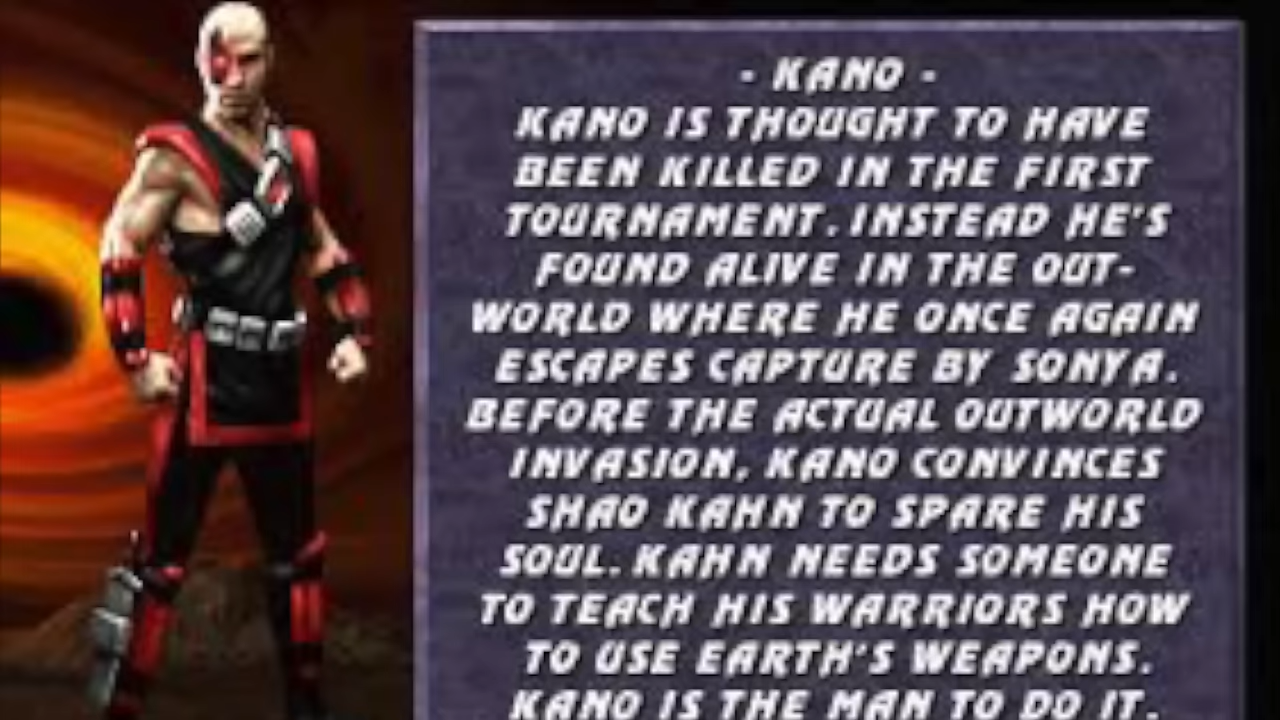 - KANO -
KANO IS THOUGHT TO HAVE
BEEN KILLED IN THE FIRST
TOURNAMENT. INSTEAD HE'S
FOUND ALIVE IN THE OUT-
WORLD WHERE HE ONCE AGAIN
ESCAPES CAPTURE BY SONYA.
BEFORE THE ACTUAL OUTWORLD
INVASION, KANO CONVINCES
SHAO KAHN TO SPARE HIS
SOUL. KAHN NEEDS SOMEONE
TO TEACH HIS WARRIORS HOW
TO USE EARTH'S WEAPONS.
KANO IS THE MAN TO DO IT.